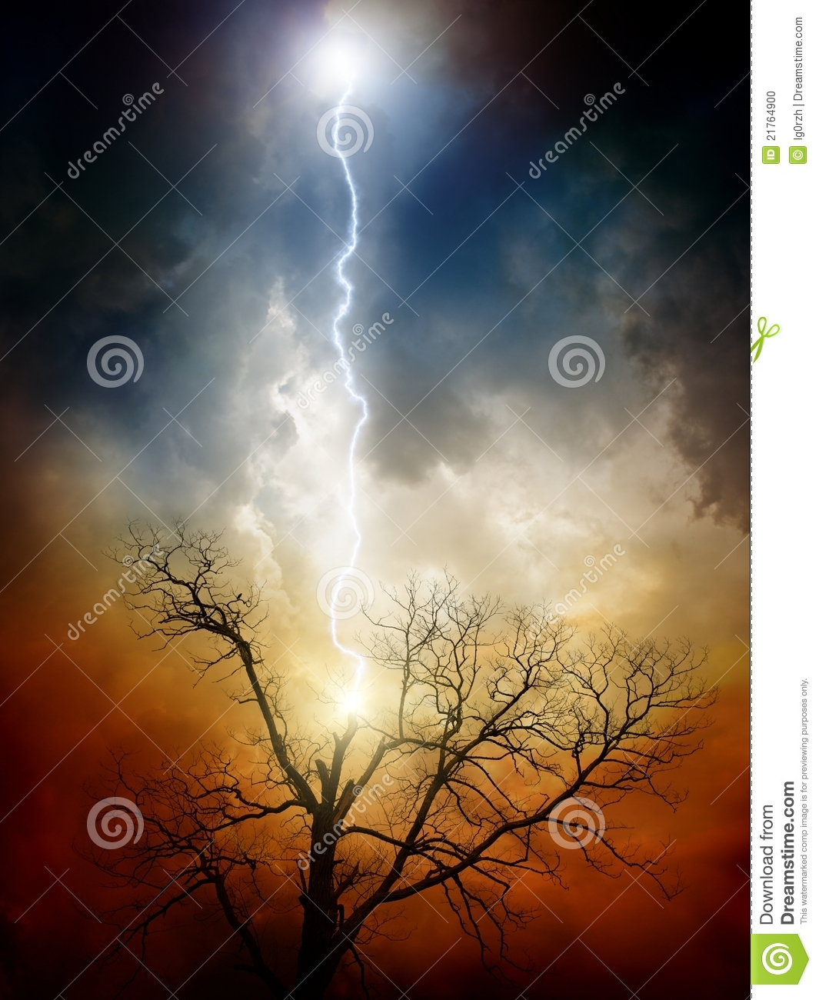 dreamstime
dreamstime
dreamstime
dreamstime
dreamstime
dreamstime
ID 21764900
© Ig0rzh | Dreamstime.com
Download from
Dreamstime.com
This watermarked comp image is for previewing purposes only.